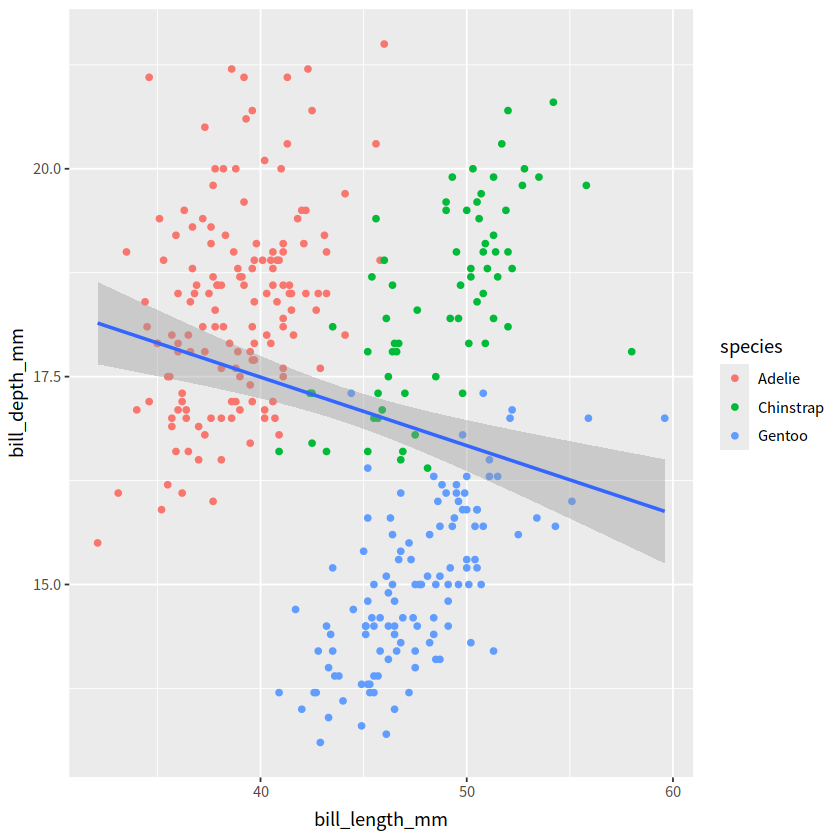 20.0
17.5
15.0
bill_depth_mm
40
50
60
bill_length_mm
species
Adelie
Chinstrap
Gentoo